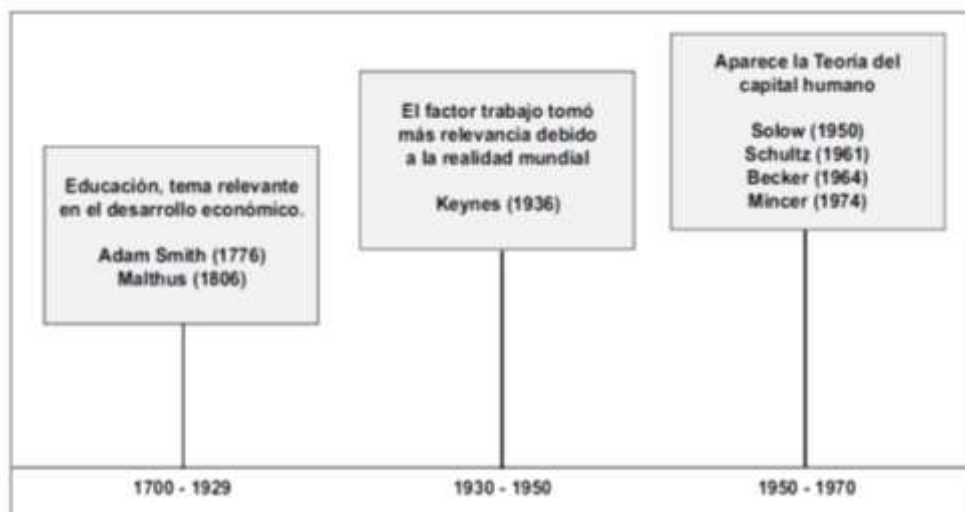 Educación, tema relevante
en el desarrollo económico.
Adam Smith (1776)
Malthus (1806)
El factor trabajo tomó
más relevancia debido
a la realidad mundial
Keynes (1936)
Aparece la Teoría del
capital humano
Solow (1950)
Schultz (1961)
Becker (1964)
Mincer (1974)
1700 - 1929
1930 - 1950
1950 - 1970